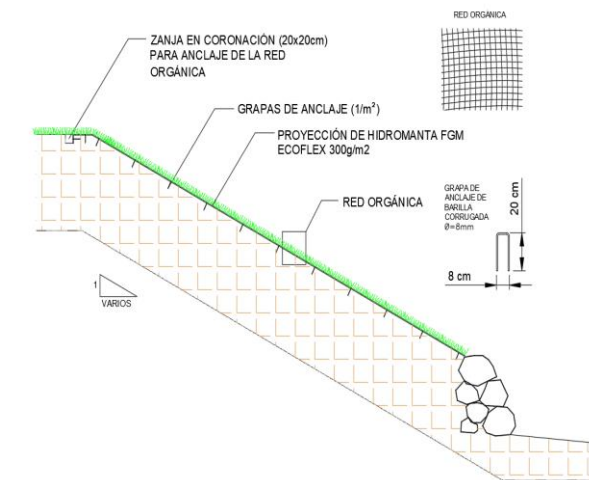 RED ORGÁNICA
ZANJA EN CORONACIÓN (20x20cm)
PARA ANCLAJE DE LA RED
ORGÁNICA
GRAPAS DE ANCLAJE (1/m²)
PROYECCIÓN DE HIDROMANTA FGM
ECOFLEX 300g/m2
RED ORGÁNICA
GRAPA DE
ANCLAJE DE
BARILLA
CORRUGADA
Ø=8mm
20 cm
8 cm
1
VARIOS